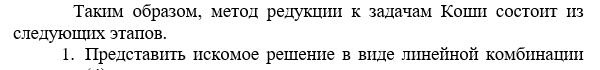 Таким образом, метод редукции к задачам Коши состоит из
следующих этапов.
1. Представить искомое решение в виде линейной комбинации